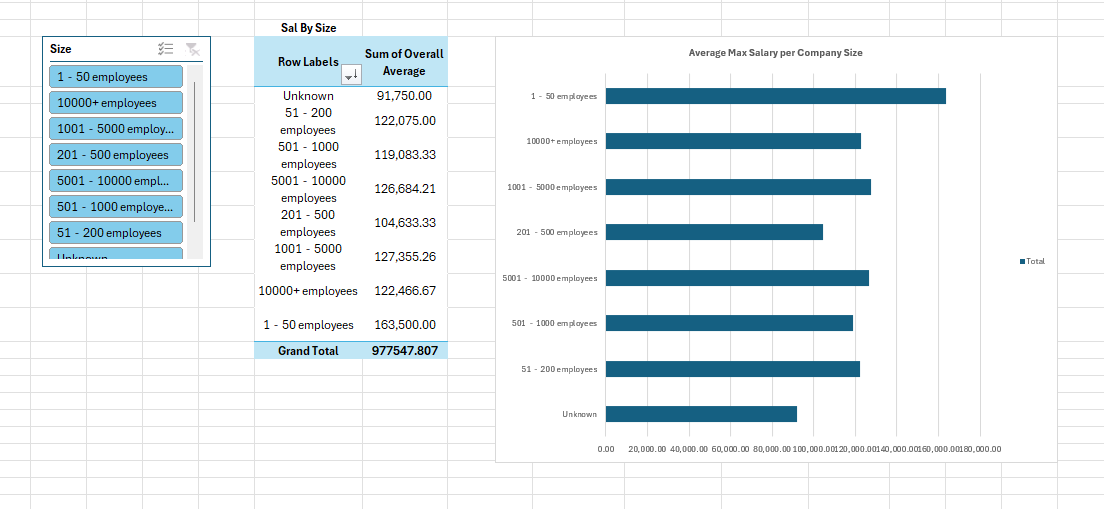 Sal By Size
Size
1 - 50 employees
10000+ employees
1001 - 5000 employ...
201 - 500 employees
5001 - 10000 empl...
501 - 1000 employe...
51 - 200 employees
Unknown
Row Labels
Sum of Overall
Average
Unknown 91,750.00
51 - 200
employees
122,075.00
501 - 1000
employees
119,083.33
5001 - 10000
employees
126,684.21
201 - 500
employees
104,633.33
1001 - 5000
employees
127,355.26
10000+ employees 122,466.67
1 - 50 employees 163,500.00
Grand Total 977547.807
Average Max Salary per Company Size
1 - 50 employees
10000+ employees
1001 - 5000 employees
201 - 500 employees
5001 - 10000 employees
501 - 1000 employees
51 - 200 employees
Unknown
0.00 20,000.00 40,000.00 60,000.00 80,000.00 100,000.00 120,000.00 140,000.00 160,000.00 180,000.00
Total